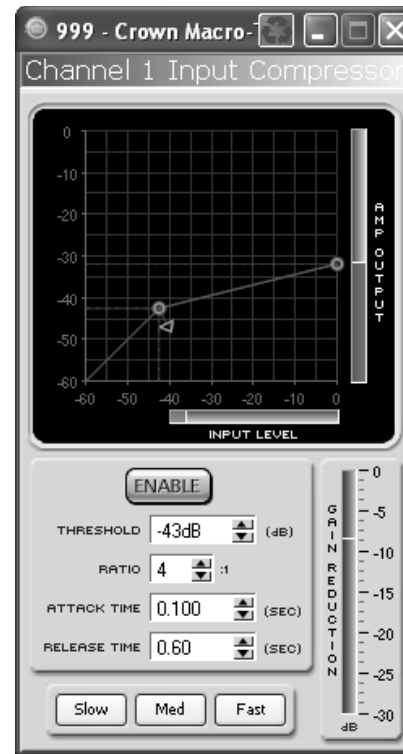 999 - Crown Macro-
Channel 1 Input Compressor
0
-10
-20
-30
-40
-50
-60
-60 -50 -40 -30 -20 -10 0
INPUT LEVEL
AMP OUTPUT
ENABLE
THRESHOLD -43dB (dB)
RATIO 4 :1
ATTACK TIME 0.100 (SEC)
RELEASE TIME 0.60 (SEC)
Slow Med Fast
GAIN REDUCTION
0
-5
-10
-15
-20
-25
-30
dB